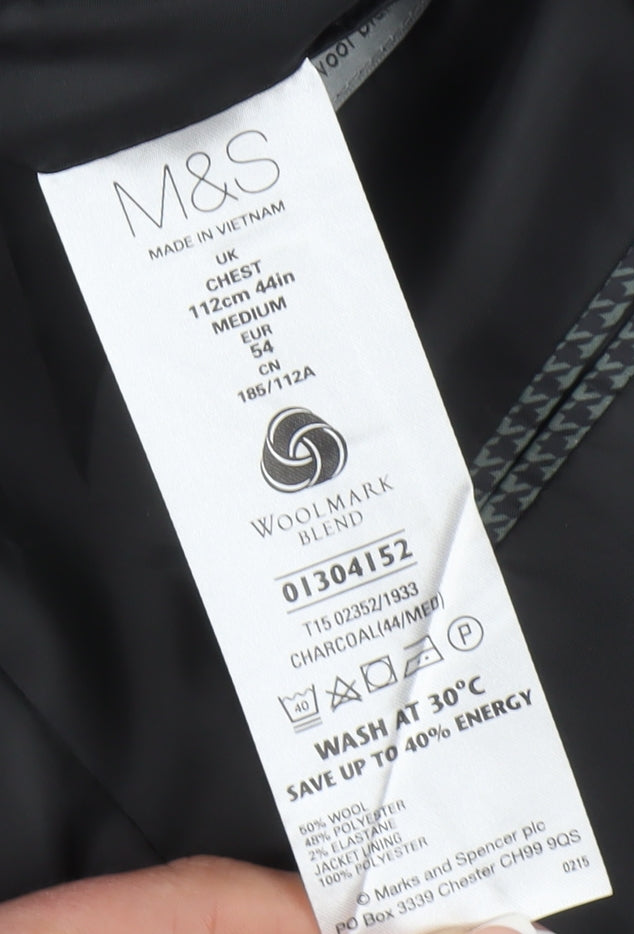 M&S
MADE IN VIETNAM
UK
CHEST
112cm 44in
MEDIUM
EUR
54
CN
185/112A
WOOLMARK
BLEND
01304152
T15 02352/1933
CHARCOAL(44/MED)
40
P
WASH AT 30°C
SAVE UP TO 40% ENERGY
50% WOOL
48% POLYESTER
2% ELASTANE
JACKET LINING
100% POLYESTER
© Marks and Spencer plc
PO Box 3339 Chester CH99 9QS
0215